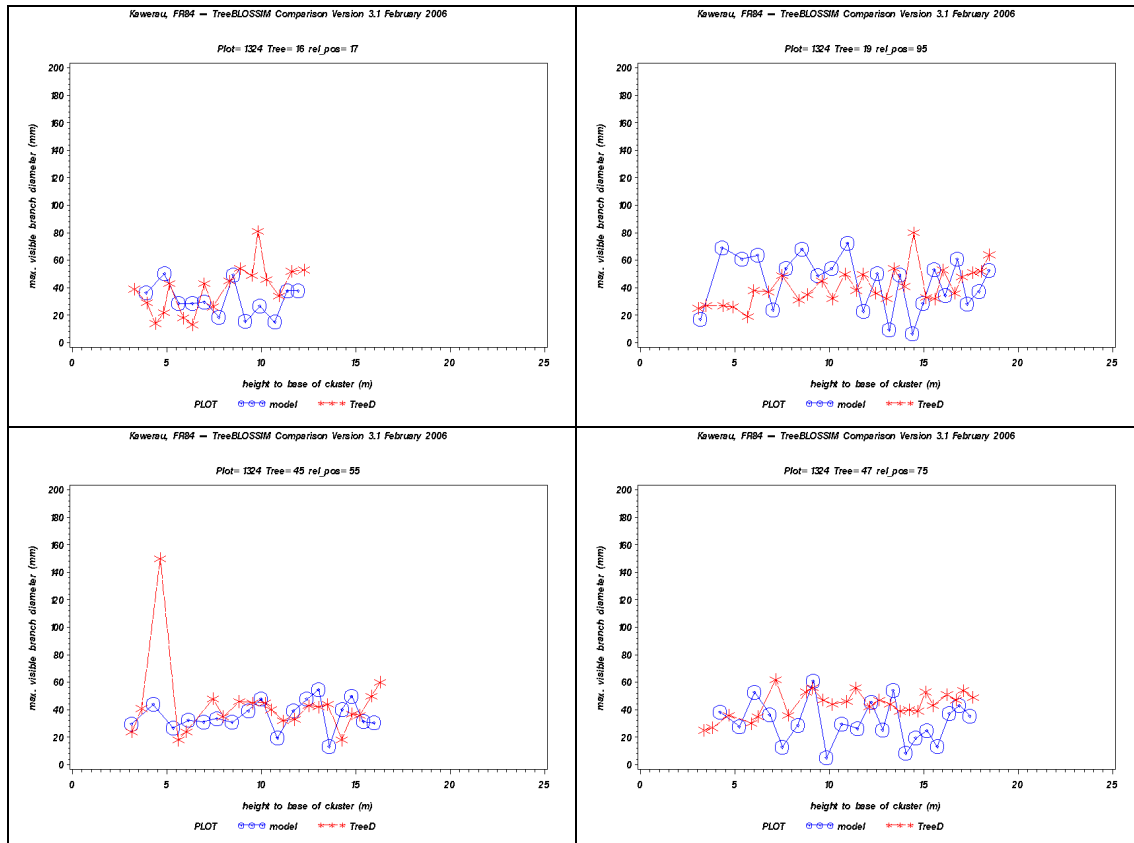 Kawerau, FR84 — TreeBLOSSIM Comparison Version 3.1 February 2006
Plot= 1324 Tree= 16 rel_pos= 17
max. visible branch diameter (mm)
200
180
160
140
120
100
80
60
40
20
0
0 5 10 15 20 25
height to base of cluster (m)
PLOT model TreeD
Kawerau, FR84 — TreeBLOSSIM Comparison Version 3.1 February 2006
Plot= 1324 Tree= 19 rel_pos= 95
max. visible branch diameter (mm)
200
180
160
140
120
100
80
60
40
20
0
0 5 10 15 20 25
height to base of cluster (m)
PLOT model TreeD
Kawerau, FR84 — TreeBLOSSIM Comparison Version 3.1 February 2006
Plot= 1324 Tree= 45 rel_pos= 55
max. visible branch diameter (mm)
200
180
160
140
120
100
80
60
40
20
0
0 5 10 15 20 25
height to base of cluster (m)
PLOT model TreeD
Kawerau, FR84 — TreeBLOSSIM Comparison Version 3.1 February 2006
Plot= 1324 Tree= 47 rel_pos= 75
max. visible branch diameter (mm)
200
180
160
140
120
100
80
60
40
20
0
0 5 10 15 20 25
height to base of cluster (m)
PLOT model TreeD